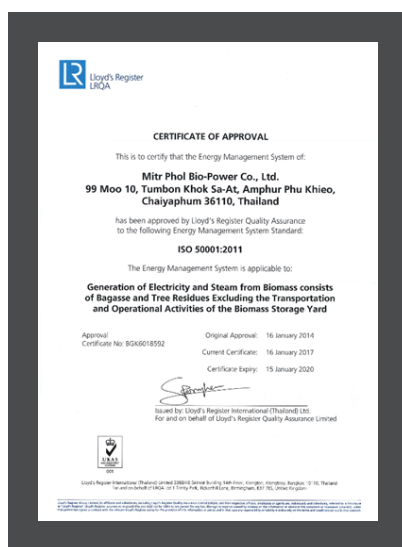 LR
Lloyd's Register
LRQA
CERTIFICATE OF APPROVAL
This is to certify that the Energy Management System of:
Mitr Phol Bio-Power Co., Ltd.
99 Moo 10, Tumbon Khok Sa-At, Amphur Phu Khieo,
Chaiyaphum 36110, Thailand
has been approved by Lloyd's Register Quality Assurance
to the following Energy Management System Standard:
ISO 50001:2011
The Energy Management System is applicable to:
Generation of Electricity and Steam from Biomass consists
of Bagasse and Tree Residues Excluding the Transportation
and Operational Activities of the Biomass Storage Yard
Approval
Certificate No: BGK6018592
Original Approval: 16 January 2014
Current Certificate: 16 January 2017
Certificate Expiry: 15 January 2020
Issued by: Lloyd's Register International (Thailand) Ltd.
For and on behalf of Lloyd's Register Quality Assurance Limited
UKAS
001